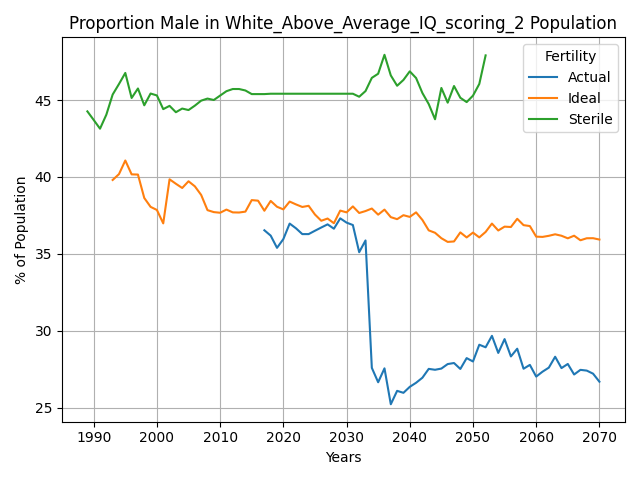 Proportion Male in White_Above_Average_IQ_scoring_2 Population
Fertility
Actual
Ideal
Sterile
% of Population
45
40
35
30
25
1990 2000 2010 2020 2030 2040 2050 2060 2070
Years